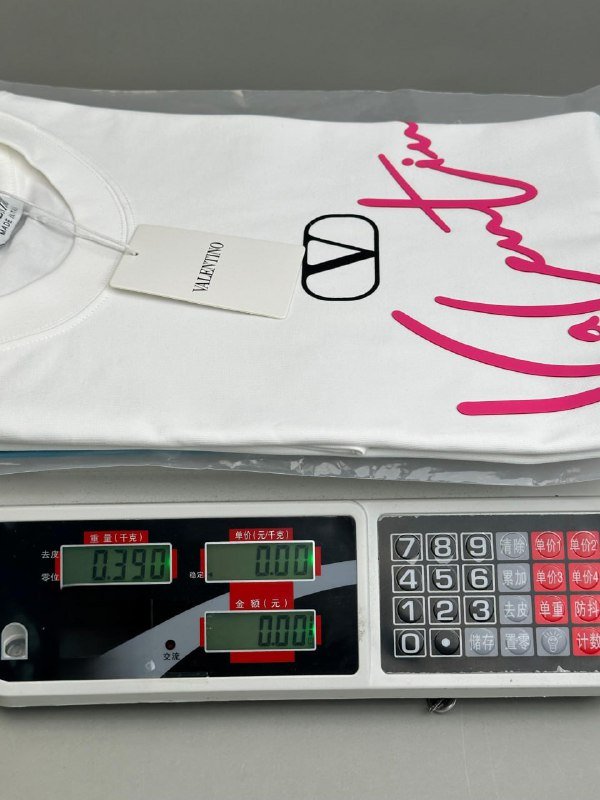 MADE IN
VALENTINO
V
Valentin
重量(千克)
单价(元/千克)
去皮
零位
0.390
稳定
0.00
金额(元)
0.00
交流
7 8 9 清除 单价1 单价2
4 5 6 累加 单价3 单价4
1 2 3 去皮 单重 防抖
0 • 储存 置零 计数